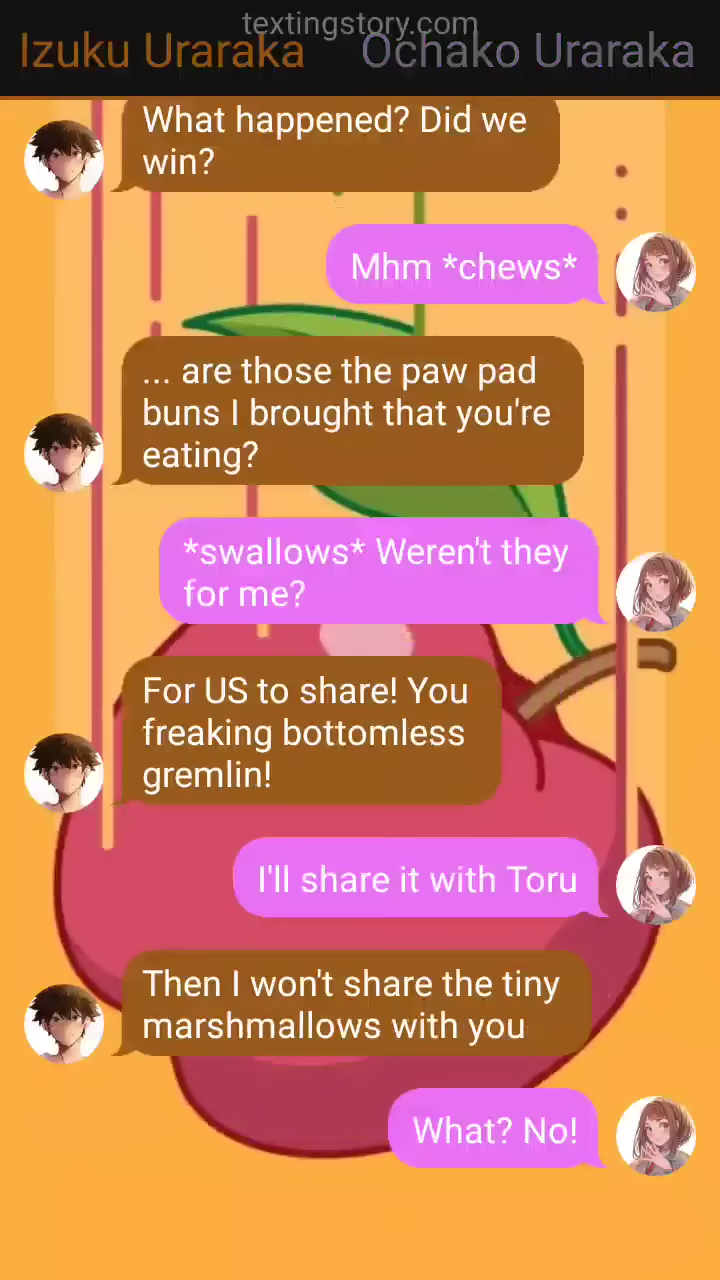 textingstory.com
Izuku Uraraka Ochako Uraraka
What happened? Did we
win?
Mhm *chews*
... are those the paw pad
buns I brought that you're
eating?
*swallows* Weren't they
for me?
For US to share! You
freaking bottomless
gremlin!
I'll share it with Toru
Then I won't share the tiny
marshmallows with you
What? No!